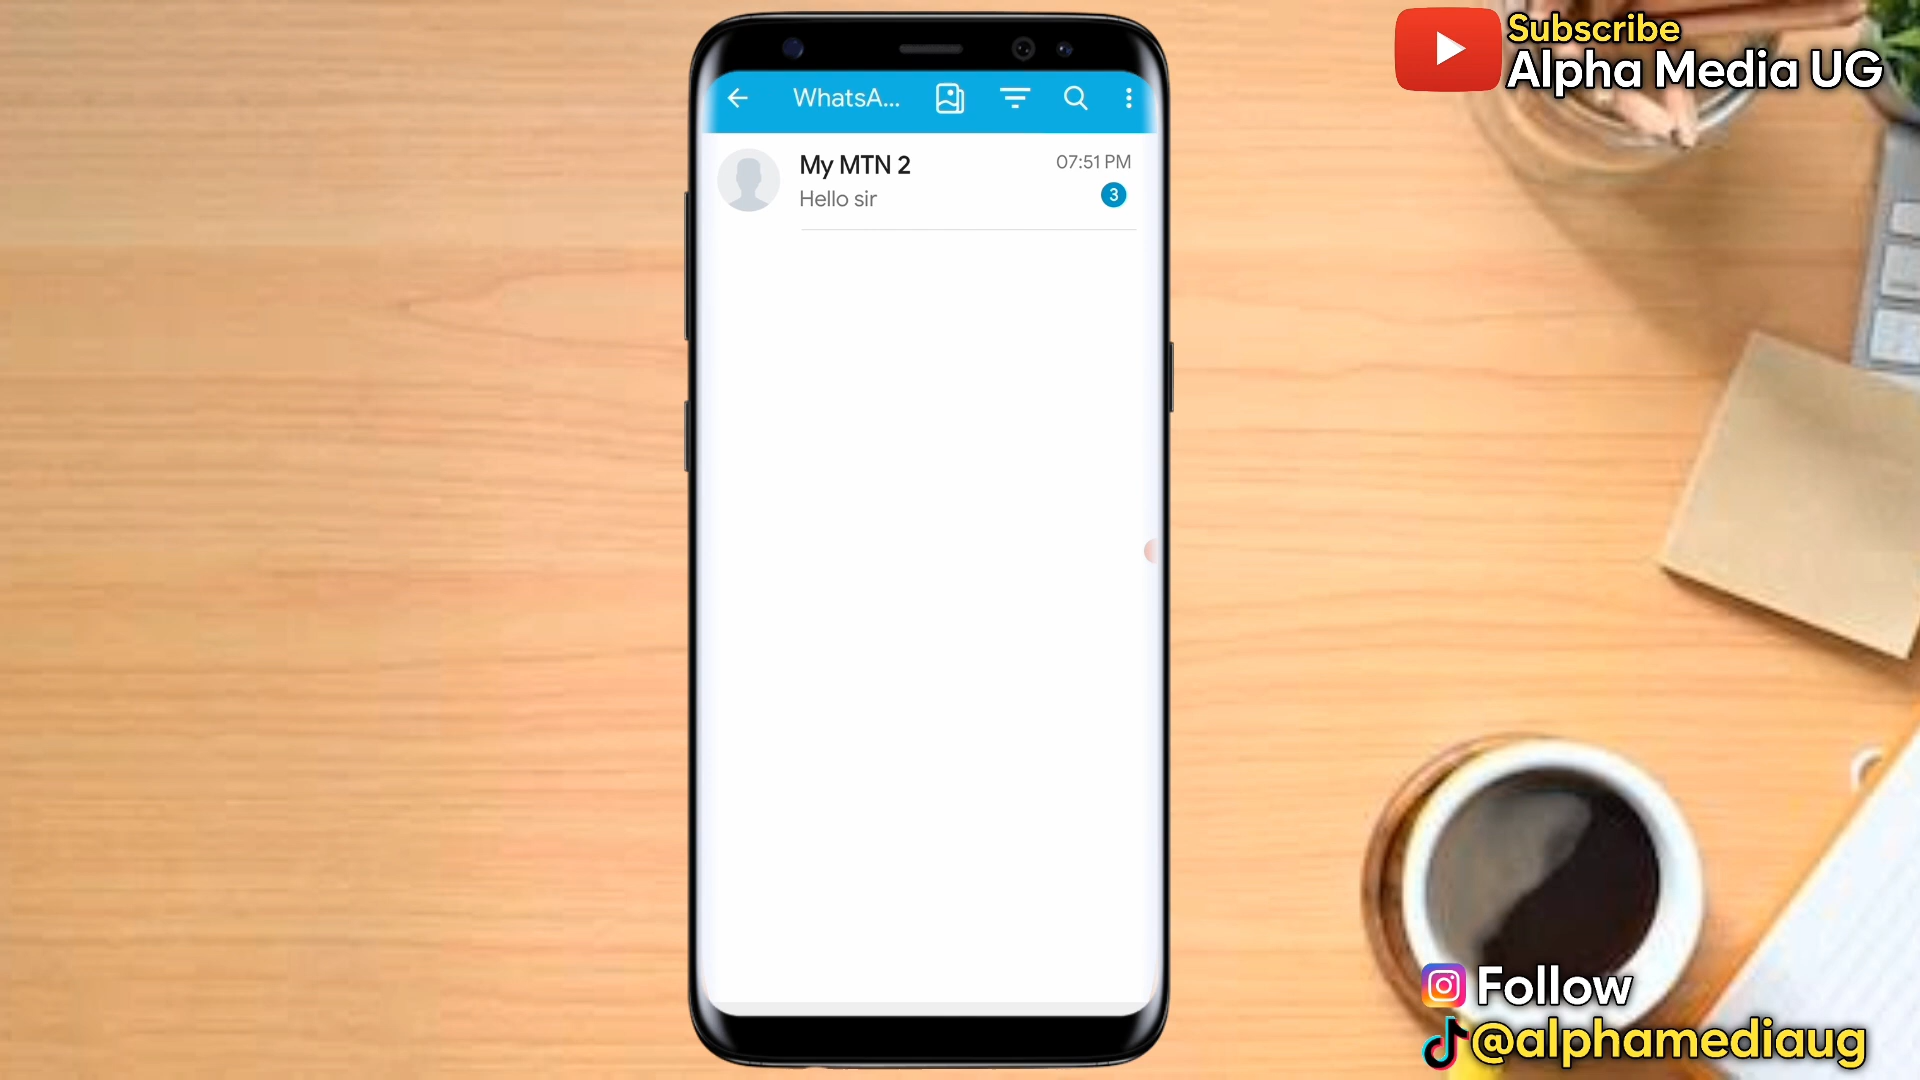 Subscribe
Alpha Media UG
WhatsA...
My MTN 2
07:51 PM
Hello sir
3
Follow
@alphamediaug